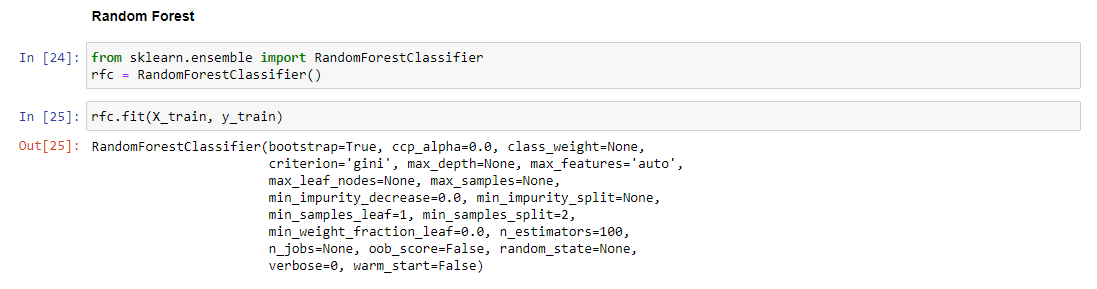 Random Forest
In [24]: from sklearn.ensemble import RandomForestClassifier
rfc = RandomForestClassifier()
In [25]: rfc.fit(X_train, y_train)
Out[25]: RandomForestClassifier(bootstrap=True, ccp_alpha=0.0, class_weight=None,
criterion='gini', max_depth=None, max_features='auto',
max_leaf_nodes=None, max_samples=None,
min_impurity_decrease=0.0, min_impurity_split=None,
min_samples_leaf=1, min_samples_split=2,
min_weight_fraction_leaf=0.0, n_estimators=100,
n_jobs=None, oob_score=False, random_state=None,
verbose=0, warm_start=False)